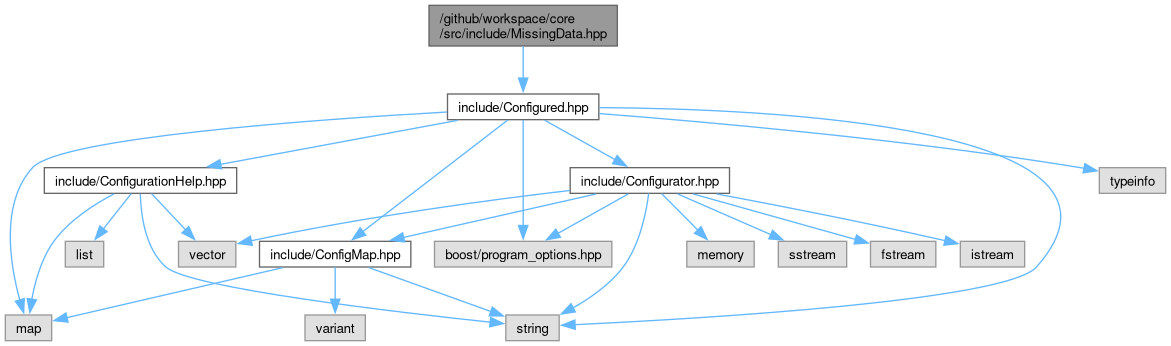 /github/workspace/core
/src/include/MissingData.hpp
include/Configured.hpp
include/ConfigurationHelp.hpp
include/Configurator.hpp
typeinfo
list
vector
include/ConfigMap.hpp
boost/program_options.hpp
memory
sstream
fstream
istream
map
variant
string